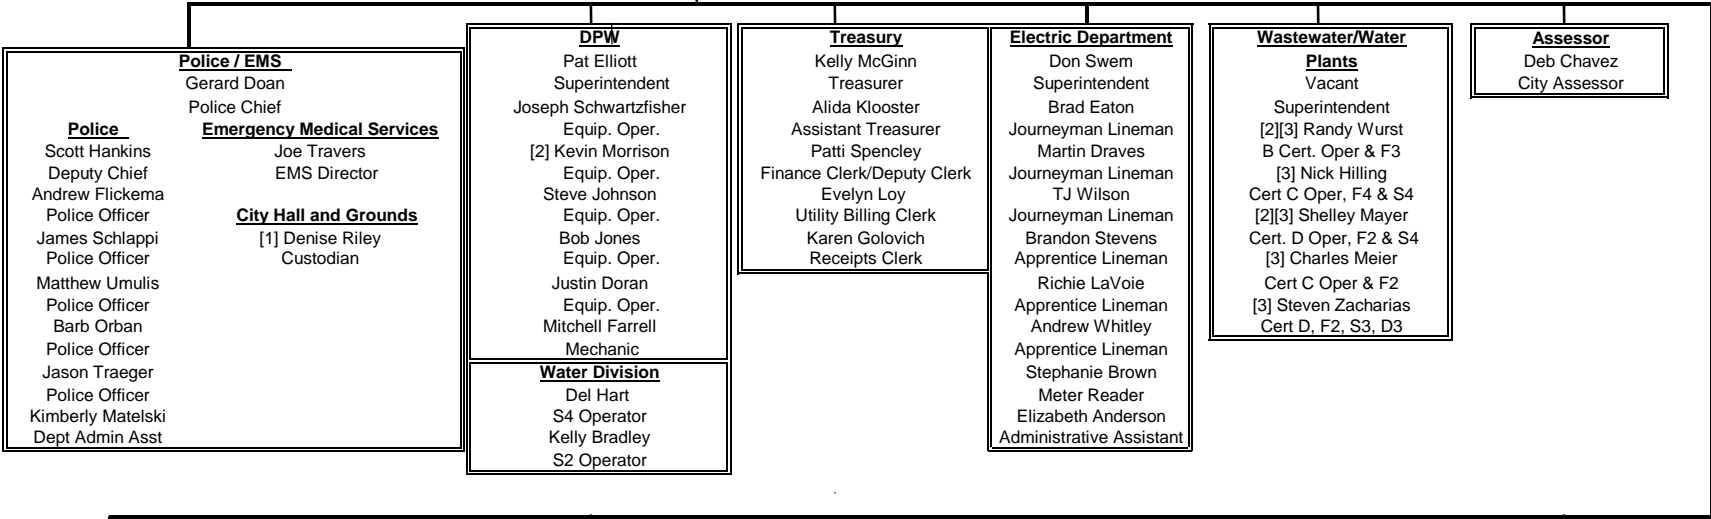 Police / EMS
Gerard Doan
Police Chief
Police
Scott Hankins
Deputy Chief
Andrew Flickema
Police Officer
James Schlappi
Police Officer
Matthew Umulis
Police Officer
Barb Orban
Police Officer
Jason Traeger
Police Officer
Kimberly Matelski
Dept Admin Asst
Emergency Medical Services
Joe Travers
EMS Director
City Hall and Grounds
[1] Denise Riley
Custodian
DPW
Pat Elliott
Superintendent
Joseph Schwartzfisher
Equip. Oper.
[2] Kevin Morrison
Equip. Oper.
Steve Johnson
Equip. Oper.
Bob Jones
Equip. Oper.
Justin Doran
Equip. Oper.
Mitchell Farrell
Mechanic
Water Division
Del Hart
S4 Operator
Kelly Bradley
S2 Operator
Treasury
Kelly McGinn
Treasurer
Alida Klooster
Assistant Treasurer
Patti Spencley
Finance Clerk/Deputy Clerk
Evelyn Loy
Utility Billing Clerk
Karen Golovich
Receipts Clerk
Electric Department
Don Swem
Superintendent
Brad Eaton
Journeyman Lineman
Martin Draves
Journeyman Lineman
TJ Wilson
Journeyman Lineman
Brandon Stevens
Apprentice Lineman
Richie LaVoie
Apprentice Lineman
Andrew Whitley
Apprentice Lineman
Stephanie Brown
Meter Reader
Elizabeth Anderson
Administrative Assistant
Wastewater/Water
Plants
Vacant
Superintendent
[2][3] Randy Wurst
B Cert. Oper & F3
[3] Nick Hilling
Cert C Oper, F4 & S4
[2][3] Shelley Mayer
Cert. D Oper, F2 & S4
[3] Charles Meier
Cert C Oper & F2
[3] Steven Zacharias
Cert D, F2, S3, D3
Assessor
Deb Chavez
City Assessor